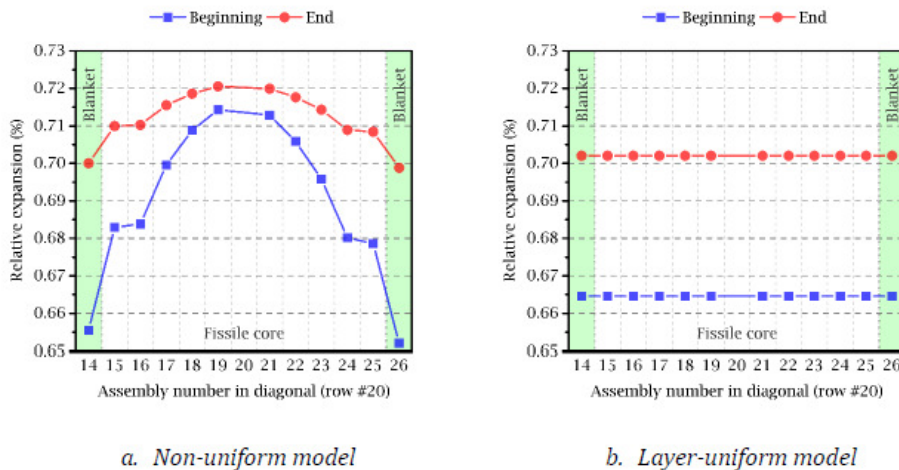 Beginning End
0.73
0.72
0.71
0.70
0.69
0.68
0.67
0.66
0.65
Relative expansion (%)
Blanket
Blanket
Fissile core
14 15 16 17 18 19 20 21 22 23 24 25 26
Assembly number in diagonal (row #20)
a. Non-uniform model
Beginning End
0.73
0.72
0.71
0.70
0.69
0.68
0.67
0.66
0.65
Relative expansion (%)
Blanket
Blanket
Fissile core
14 15 16 17 18 19 20 21 22 23 24 25 26
Assembly number in diagonal (row #20)
b. Layer-uniform model